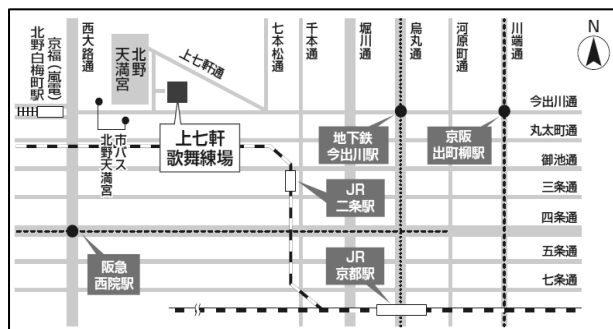 京福（嵐電）
北野白梅町駅
西大路通
北野
天満宮
上七軒通
七本松通
千本通
堀川通
烏丸通
河原町通
川端通
N
市バス
北野天満宮
上七軒
歌舞練場
地下鉄
今出川駅
京阪
出町柳駅
今出川通
丸太町通
御池通
三条通
四条通
五条通
七条通
JR
二条駅
阪急
西院駅
JR
京都駅